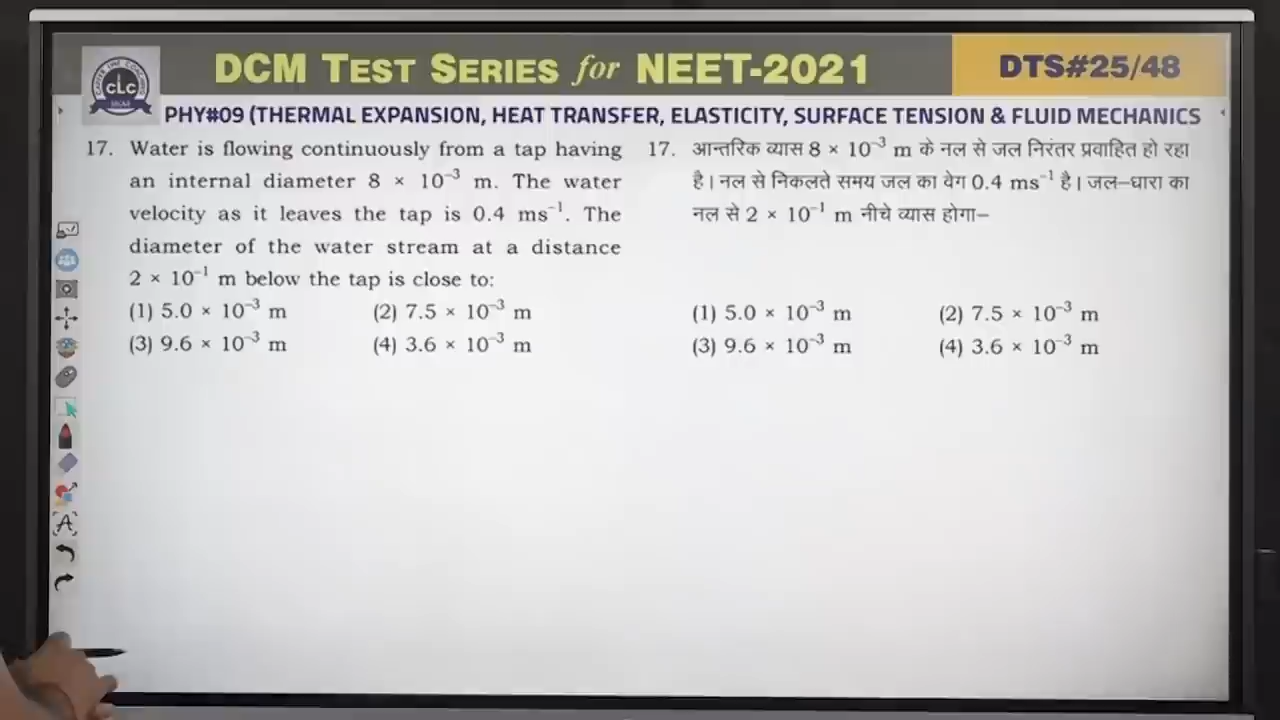 DCM TEST SERIES for NEET-2021
DTS#25/48
CLC
PHY#09 (THERMAL EXPANSION, HEAT TRANSFER, ELASTICITY, SURFACE TENSION & FLUID MECHANICS
17. Water is flowing continuously from a tap having
an internal diameter 8 × 10⁻³ m. The water
velocity as it leaves the tap is 0.4 ms⁻¹. The
diameter of the water stream at a distance
2 × 10⁻¹ m below the tap is close to:
(1) 5.0 × 10⁻³ m (2) 7.5 × 10⁻³ m
(3) 9.6 × 10⁻³ m (4) 3.6 × 10⁻³ m
17. आन्तरिक व्यास 8 × 10⁻³ m के नल से जल निरंतर प्रवाहित हो रहा
है। नल से निकलते समय जल का वेग 0.4 ms⁻¹ है। जल–धारा का
नल से 2 × 10⁻¹ m नीचे व्यास होगा–
(1) 5.0 × 10⁻³ m (2) 7.5 × 10⁻³ m
(3) 9.6 × 10⁻³ m (4) 3.6 × 10⁻³ m